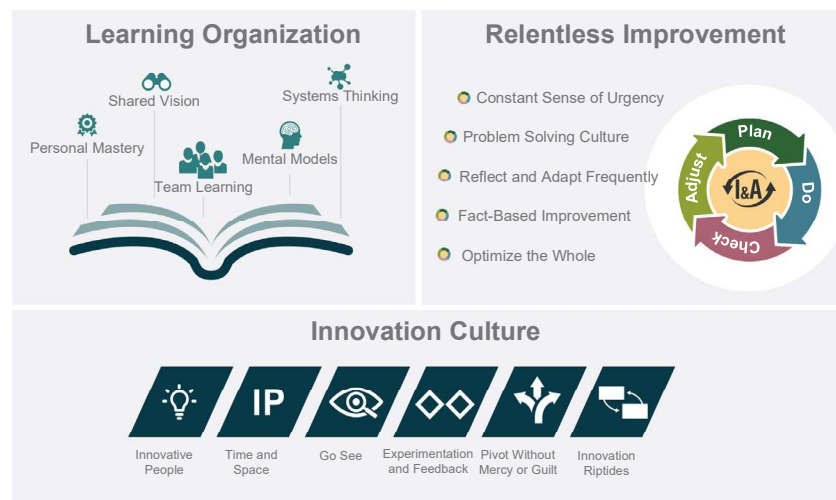 Learning Organization
Shared Vision
Systems Thinking
Personal Mastery
Team Learning
Mental Models
Relentless Improvement
Constant Sense of Urgency
Problem Solving Culture
Reflect and Adapt Frequently
Fact-Based Improvement
Optimize the Whole
Plan
Do
Check
Adjust
I&A
Innovation Culture
IP
Innovative
People
Time and
Space
Go See
Experimentation
and Feedback
Pivot Without
Mercy or Guilt
Innovation
Riptides